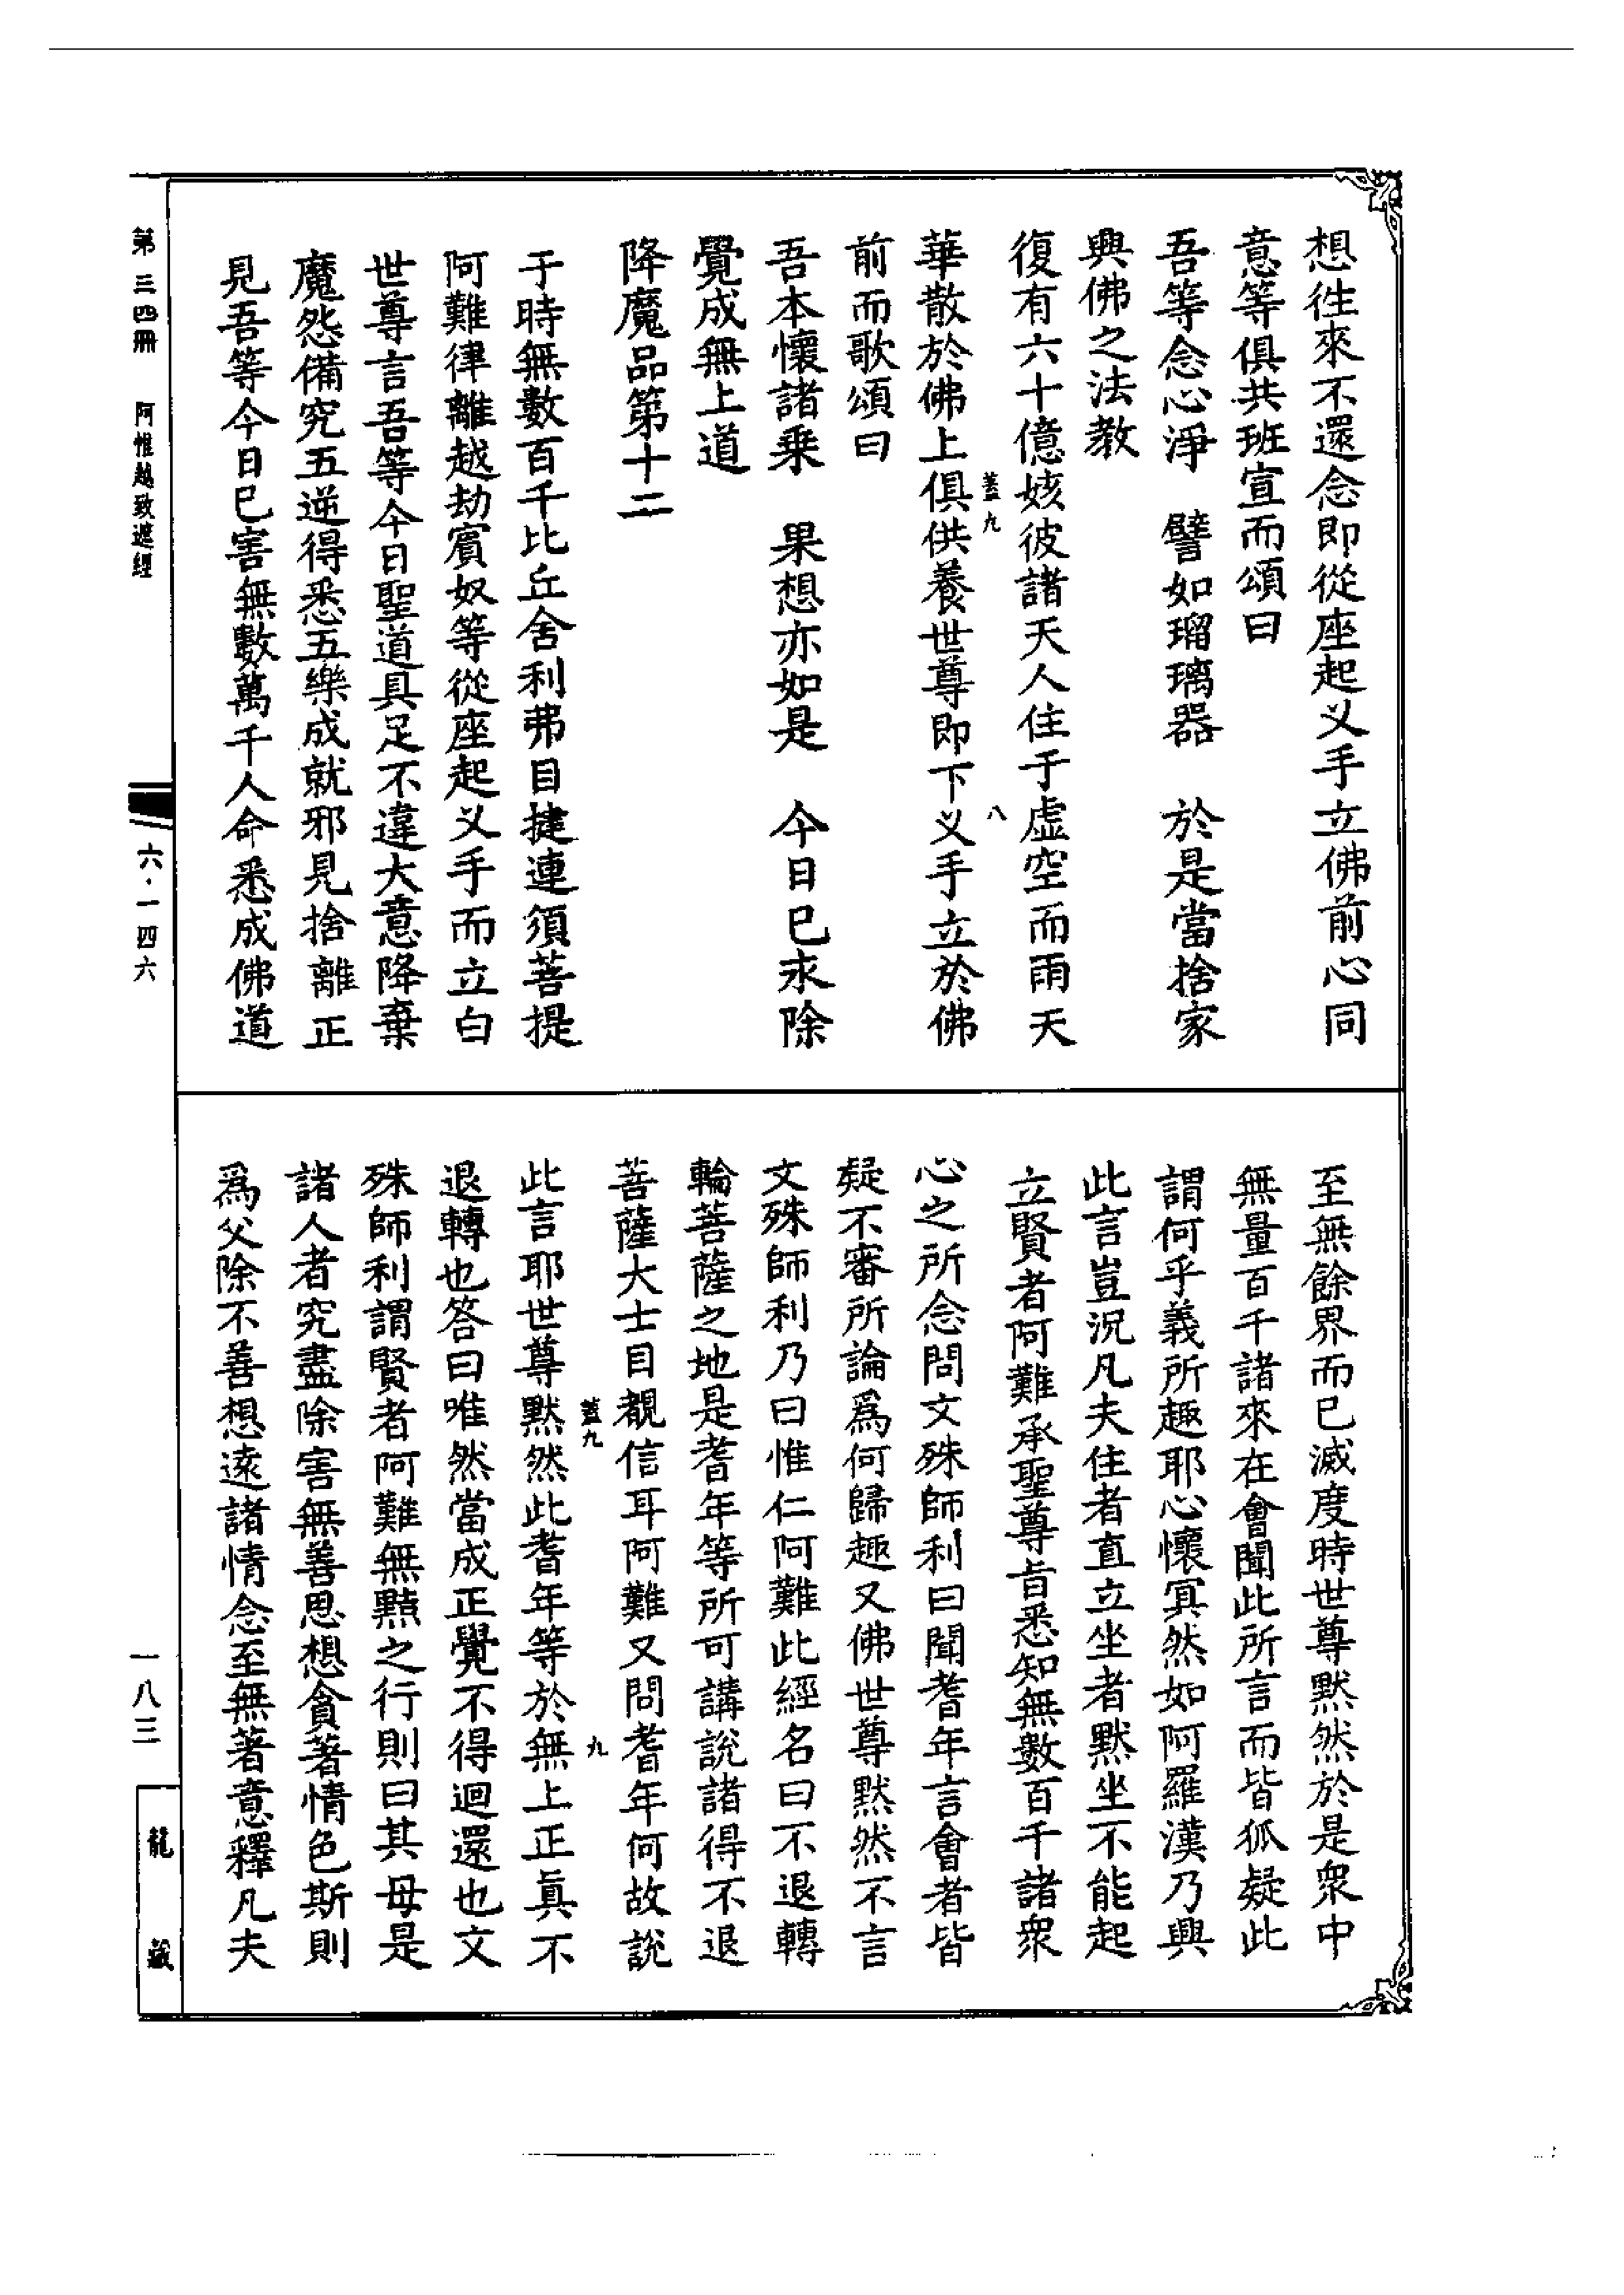 想往來不還念即從座起义手立佛前心同
意等俱共班宣而頌曰
吾等念心淨　譬如瑠璃器　於是當捨家
興佛之法教
復有六十億姟彼諸天人住于虛空而雨天
蓋九
八
華散於佛上俱供養世尊即下义手立於佛
前而歌頌曰
吾本懷諸乗　果想亦如是　今日已求除
覺成無上道
降魔品第十二
于時無數百千比丘舍利弗目揵連須菩提
阿難律離越劫賓奴等從座起义手而立白
世尊言吾等今日聖道具足不違大意降棄
魔怨備究五逆得悉五樂成就邪見捨離正
見吾等今日已害無數萬千人命悉成佛道
至無餘界而已滅度時世尊默然於是衆中
無量百千諸來在會聞此所言而皆狐疑此
謂何乎義所趣耶心懷冥然如阿羅漢乃興
此言豈況凡夫住者直立坐者默坐不能起
立賢者阿難承聖尊旨悉知無數百千諸衆
心之所念問文殊師利曰聞耆年言會者皆
疑不審所論爲何歸趣又佛世尊默然不言
文殊師利乃曰惟仁阿難此經名曰不退轉
輪菩薩之地是耆年等所可講說諸得不退
菩薩大士目覩信耳阿難又問耆年何故說
蓋九
九
此言耶世尊默然此耆年等於無上正眞不
退轉也答曰唯然當成正覺不得迴還也文
殊師利謂賢者阿難無黠之行則曰其母是
諸人者究盡除害無善思想貪著情色斯則
爲父除不善想遠諸情念至無著意釋凡夫
第三四冊　阿惟越致遮經
六·一四六
一八三
龍藏